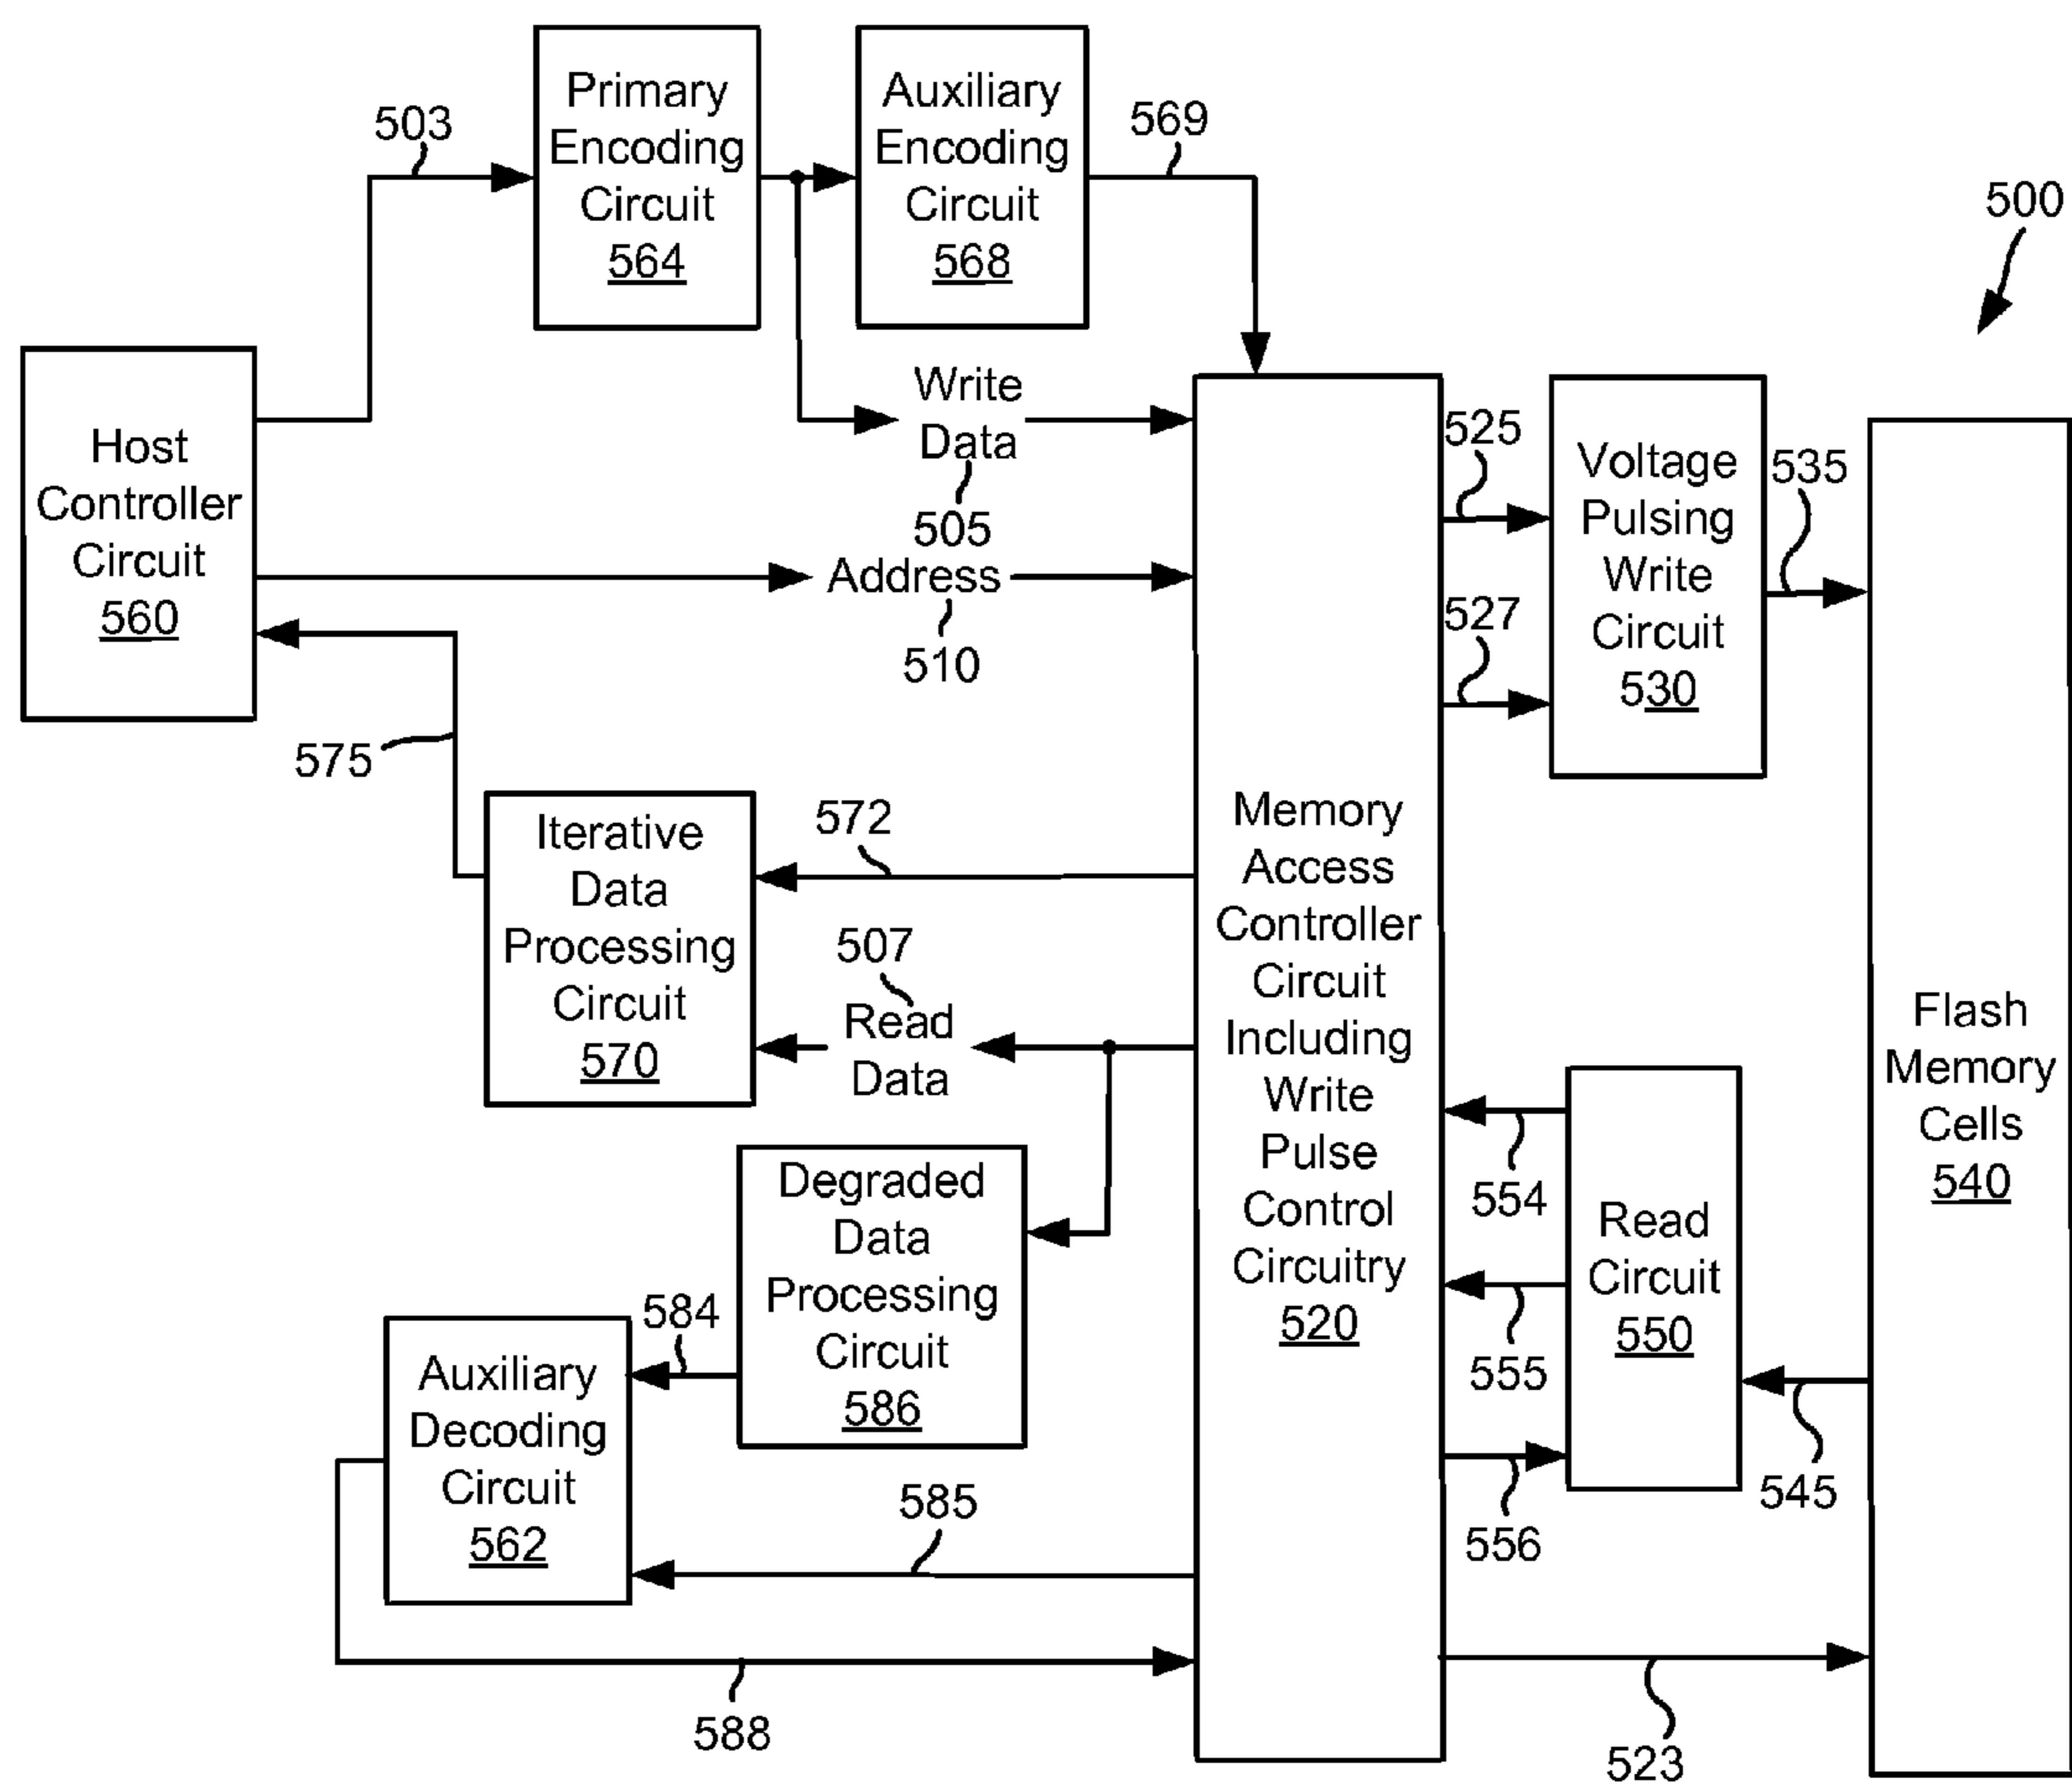 503
Primary
Encoding
Circuit
564
Auxiliary
Encoding
Circuit
568
569
500
Host
Controller
Circuit
560
Write
Data
505
Address
510
525
527
Voltage
Pulsing
Write
Circuit
530
535
575
Iterative
Data
Processing
Circuit
570
572
507
Read
Data
Memory
Access
Controller
Circuit
Including
Write
Pulse
Control
Circuitry
520
Flash
Memory
Cells
540
Degraded
Data
Processing
Circuit
586
584
Auxiliary
Decoding
Circuit
562
585
588
554
555
556
Read
Circuit
550
545
523